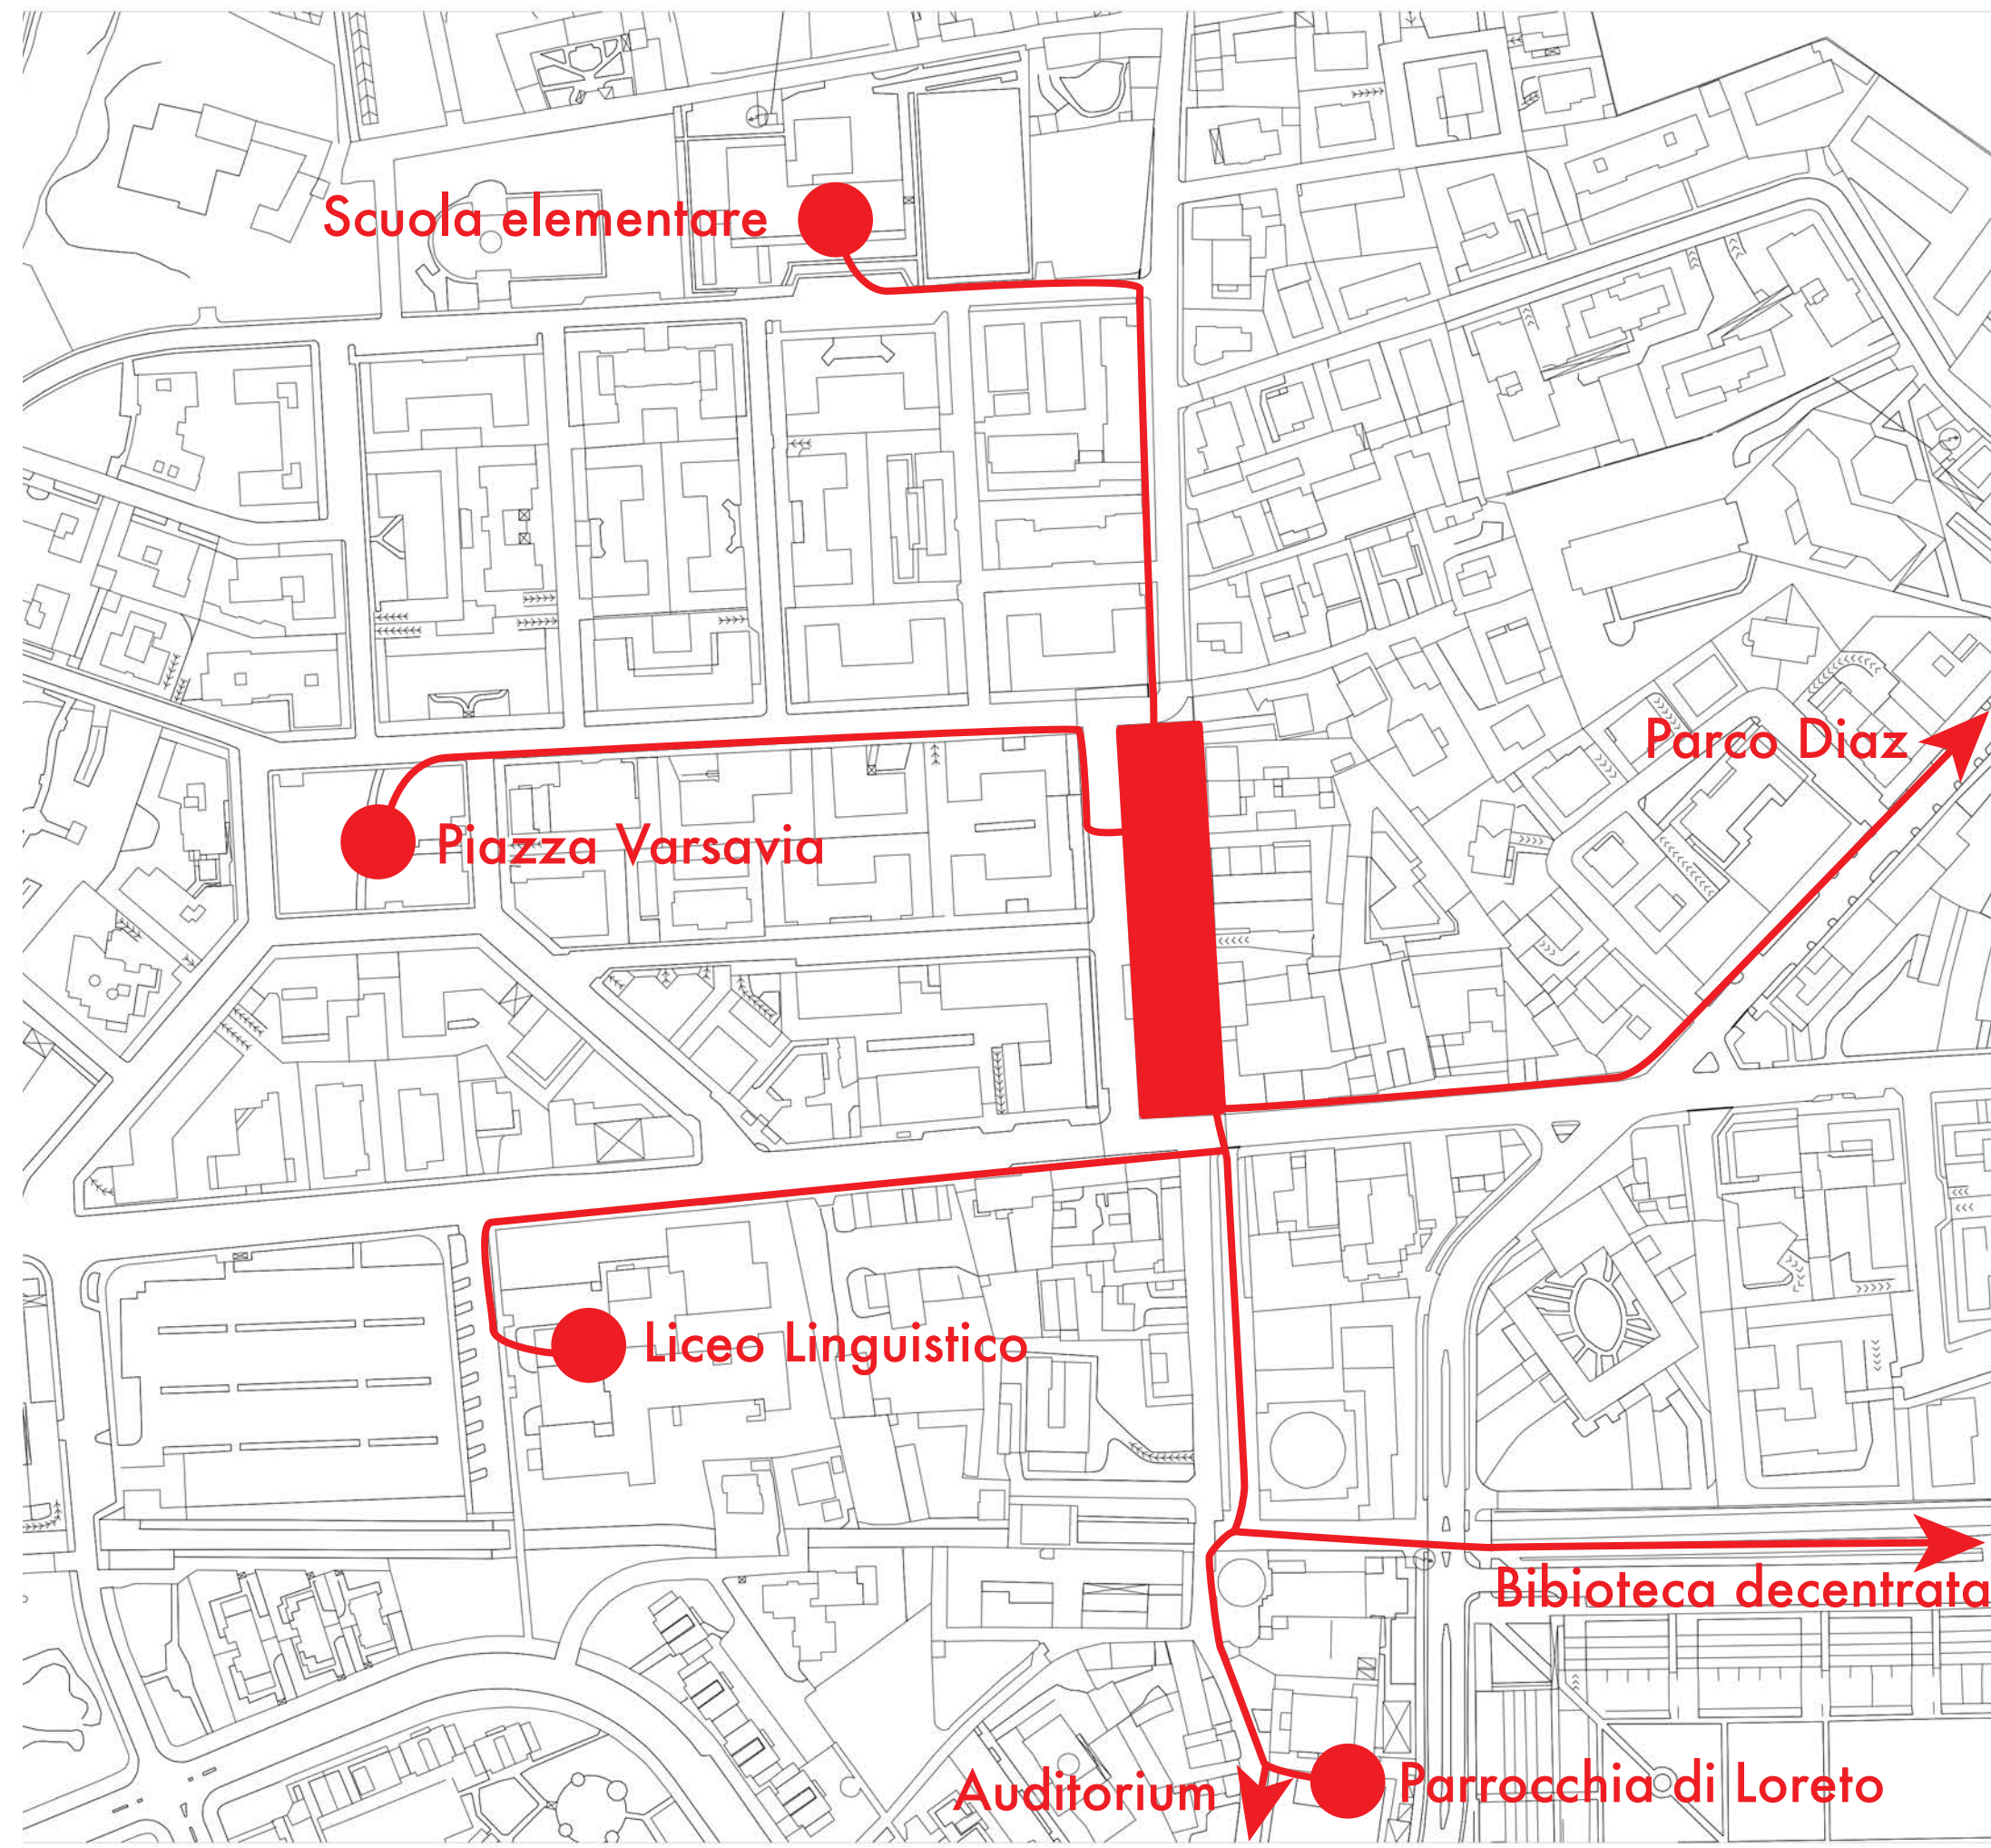 Scuola elementare
Parco Diaz
Piazza Varsavia
Liceo Linguistico
Bibioteca decentrata
Auditorium
Parrocchia di Loreto